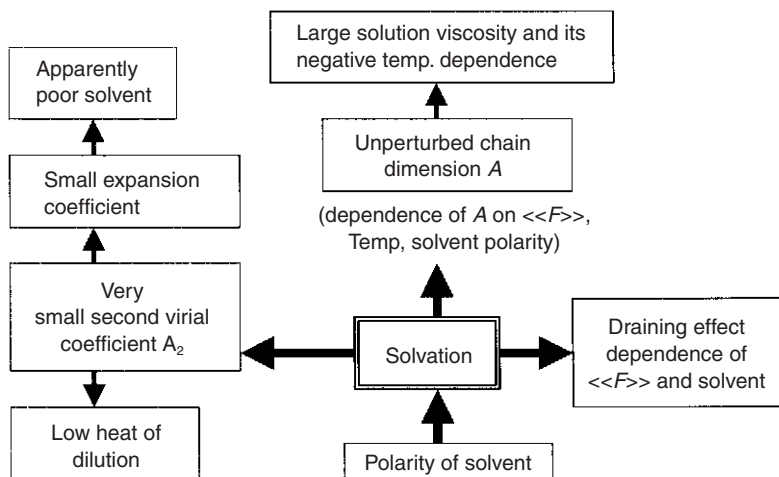 Large solution viscosity and its
negative temp. dependence
Apparently
poor solvent
Unperturbed chain
dimension A
Small expansion
coefficient
(dependence of A on <<F>>,
Temp, solvent polarity)
Very
small second virial
coefficient A₂
Solvation
Draining effect
dependence of
<<F>> and solvent
Low heat of
dilution
Polarity of solvent